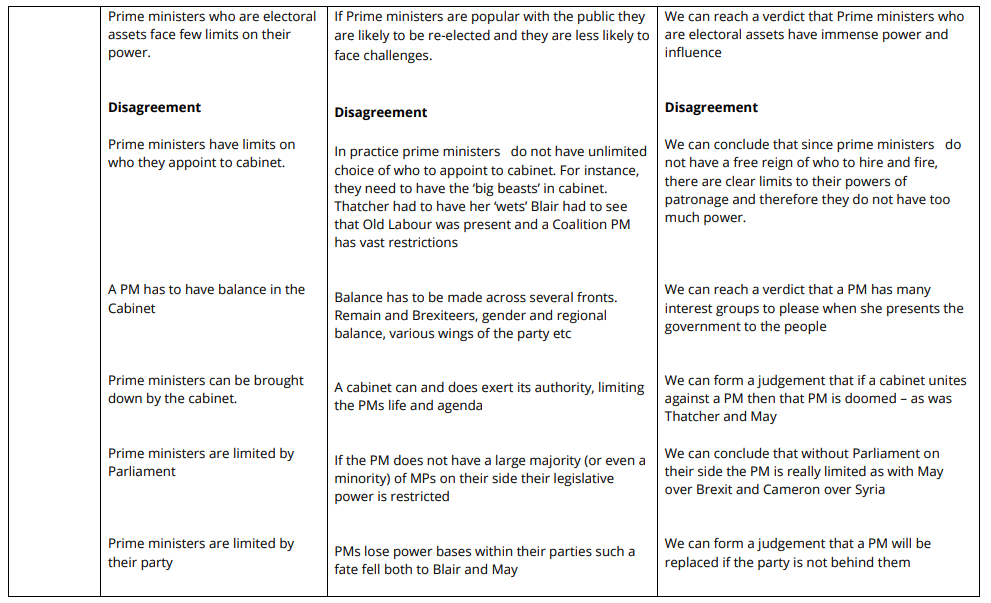 Prime ministers who are electoral
assets face few limits on their
power.
If Prime ministers are popular with the public they
are likely to be re-elected and they are less likely to
face challenges.
We can reach a verdict that Prime ministers who
are electoral assets have immense power and
influence
Disagreement
Disagreement
Disagreement
Prime ministers have limits on
who they appoint to cabinet.
In practice prime ministers do not have unlimited
choice of who to appoint to cabinet. For instance,
they need to have the ‘big beasts’ in cabinet.
Thatcher had to have her ‘wets’ Blair had to see
that Old Labour was present and a Coalition PM
has vast restrictions
We can conclude that since prime ministers do
not have a free reign of who to hire and fire,
there are clear limits to their powers of
patronage and therefore they do not have too
much power.
A PM has to have balance in the
Cabinet
Balance has to be made across several fronts.
Remain and Brexiteers, gender and regional
balance, various wings of the party etc
We can reach a verdict that a PM has many
interest groups to please when she presents the
government to the people
Prime ministers can be brought
down by the cabinet.
A cabinet can and does exert its authority, limiting
the PMs life and agenda
We can form a judgement that if a cabinet unites
against a PM then that PM is doomed – as was
Thatcher and May
Prime ministers are limited by
Parliament
If the PM does not have a large majority (or even a
minority) of MPs on their side their legislative
power is restricted
We can conclude that without Parliament on
their side the PM is really limited as with May
over Brexit and Cameron over Syria
Prime ministers are limited by
their party
PMs lose power bases within their parties such a
fate fell both to Blair and May
We can form a judgement that a PM will be
replaced if the party is not behind them